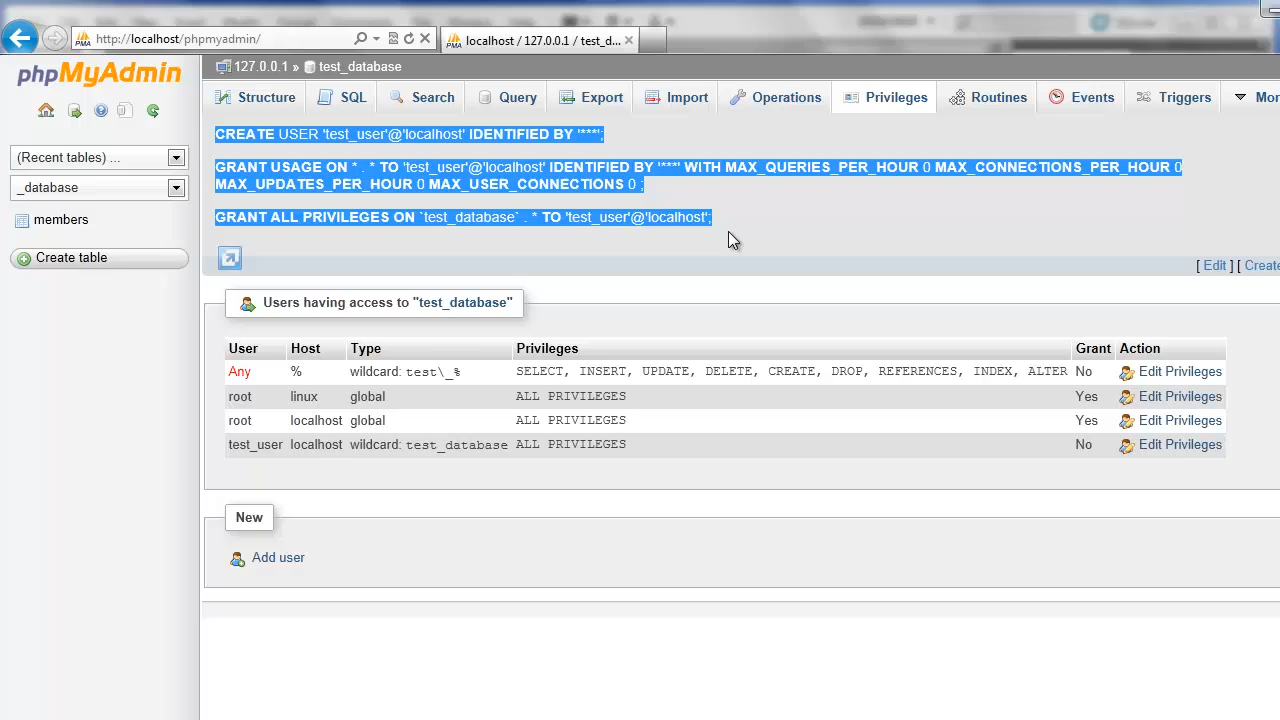 http://localhost/phpmyadmin/
localhost / 127.0.0.1 / test_d...
phpMyAdmin
127.0.0.1 » test_database
Structure SQL Search Query Export Import Operations Privileges Routines Events Triggers Mor
(Recent tables) ...
_database
members
Create table
CREATE USER 'test_user'@'localhost' IDENTIFIED BY '***';
GRANT USAGE ON * . * TO 'test_user'@'localhost' IDENTIFIED BY '***' WITH MAX_QUERIES_PER_HOUR 0 MAX_CONNECTIONS_PER_HOUR 0
MAX_UPDATES_PER_HOUR 0 MAX_USER_CONNECTIONS 0 ;
GRANT ALL PRIVILEGES ON `test_database` . * TO 'test_user'@'localhost';
[ Edit ] [ Create
Users having access to "test_database"
User Host Type Privileges Grant Action
Any % wildcard: test\_% SELECT, INSERT, UPDATE, DELETE, CREATE, DROP, REFERENCES, INDEX, ALTER No Edit Privileges
root linux global ALL PRIVILEGES Yes Edit Privileges
root localhost global ALL PRIVILEGES Yes Edit Privileges
test_user localhost wildcard: test_database ALL PRIVILEGES No Edit Privileges
New
Add user